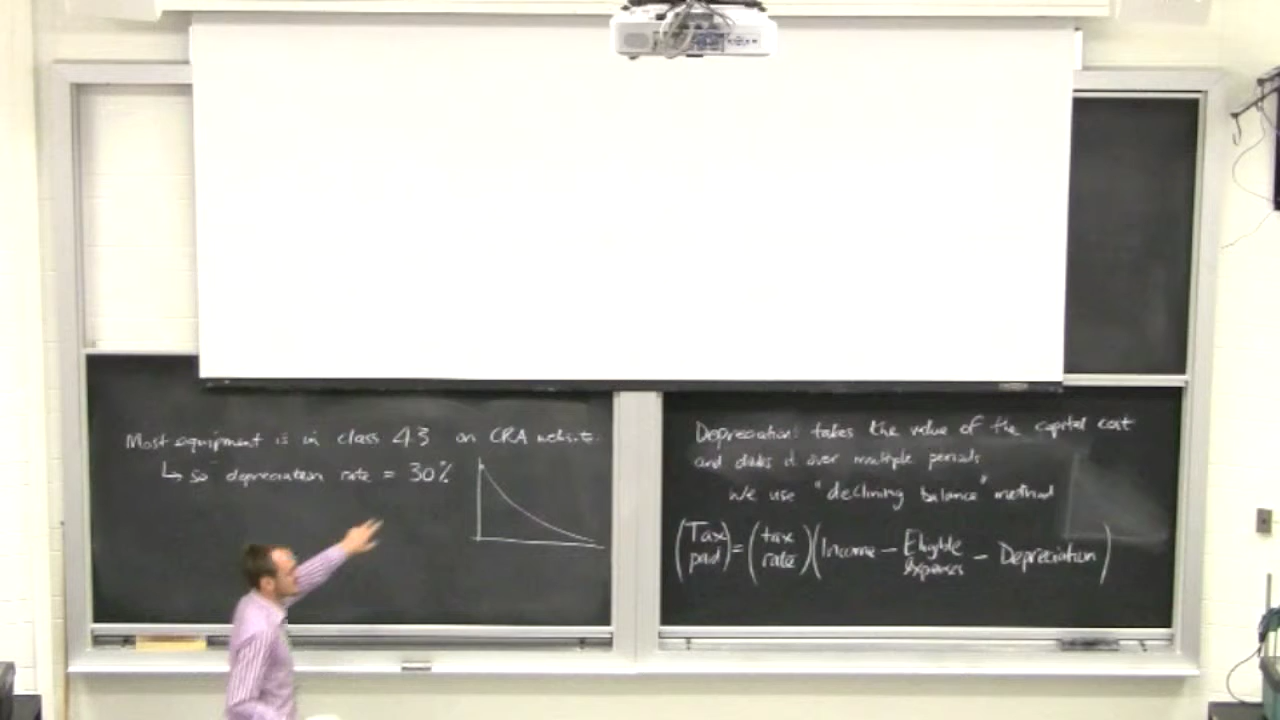 Most equipment is in class 43 on CRA website.
↳ so depreciation rate = 30%
Depreciation: takes the value of the capital cost
and divides it over multiple periods
We use "declining balance" method
(Tax paid) = (tax rate)(Income - Eligible expenses - Depreciation)